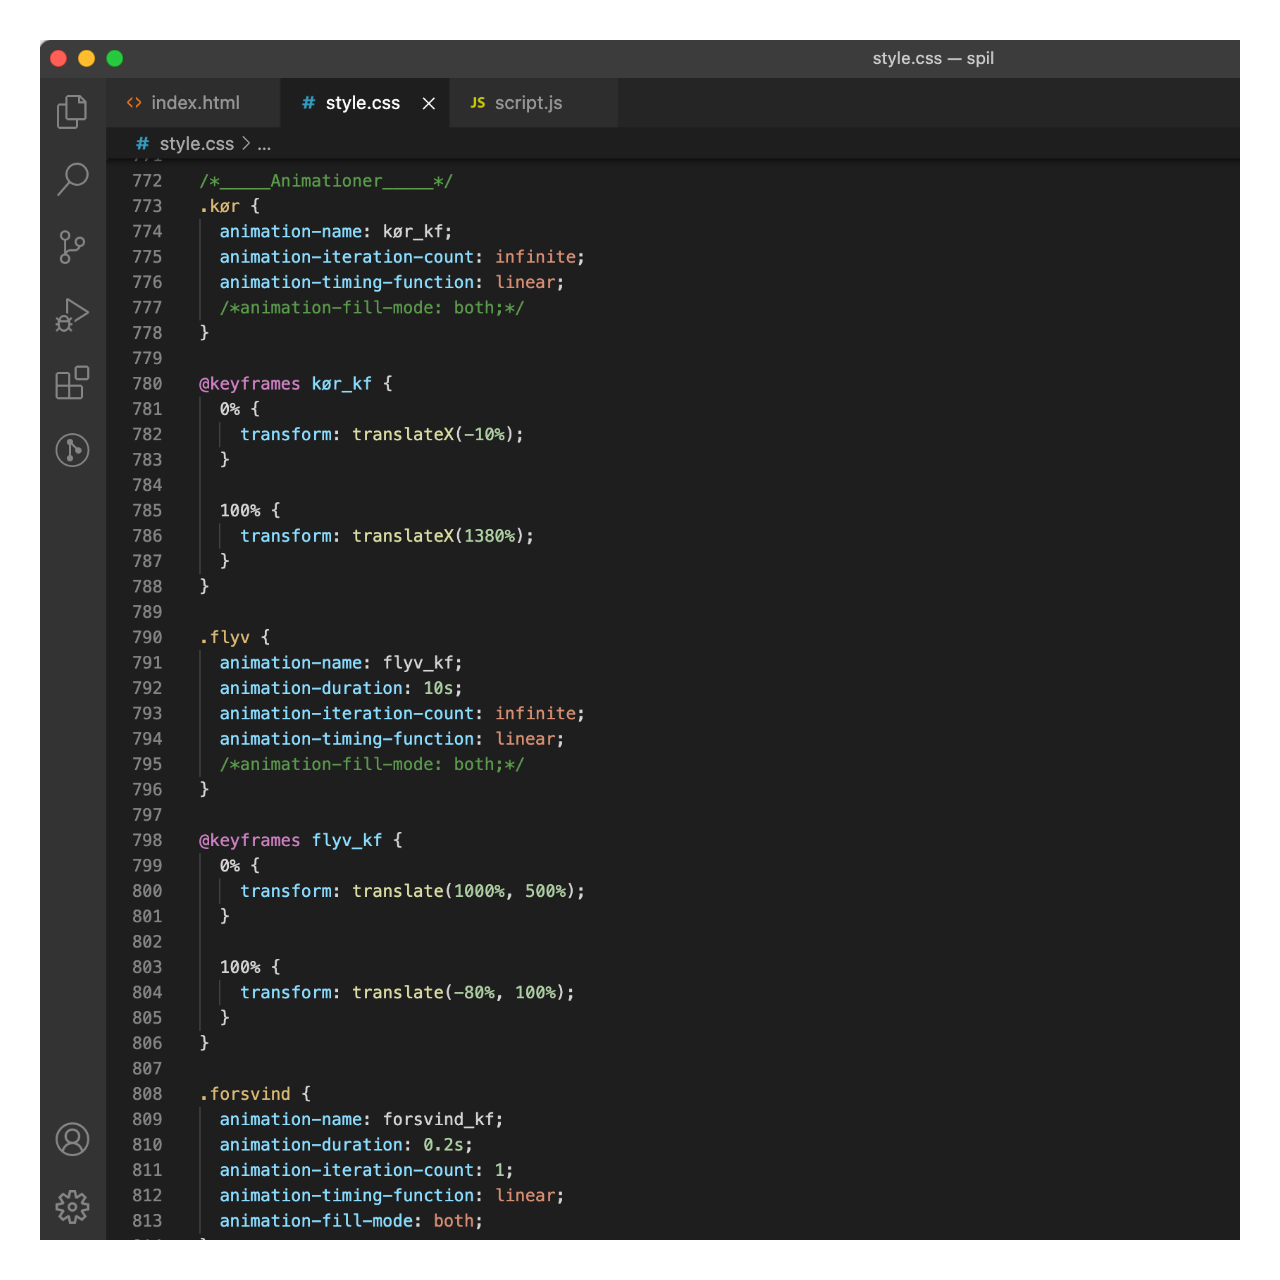 style.css — spil
index.html
style.css
JS script.js
# style.css > ...
771
772 /*_____Animationer_____*/
773 .kør {
774 animation-name: kør_kf;
775 animation-iteration-count: infinite;
776 animation-timing-function: linear;
777 /*animation-fill-mode: both;*/
778 }
779
780 @keyframes kør_kf {
781 0% {
782 transform: translateX(-10%);
783 }
784
785 100% {
786 transform: translateX(1380%);
787 }
788 }
789
790 .flyv {
791 animation-name: flyv_kf;
792 animation-duration: 10s;
793 animation-iteration-count: infinite;
794 animation-timing-function: linear;
795 /*animation-fill-mode: both;*/
796 }
797
798 @keyframes flyv_kf {
799 0% {
800 transform: translate(1000%, 500%);
801 }
802
803 100% {
804 transform: translate(-80%, 100%);
805 }
806 }
807
808 .forsvind {
809 animation-name: forsvind_kf;
810 animation-duration: 0.2s;
811 animation-iteration-count: 1;
812 animation-timing-function: linear;
813 animation-fill-mode: both;